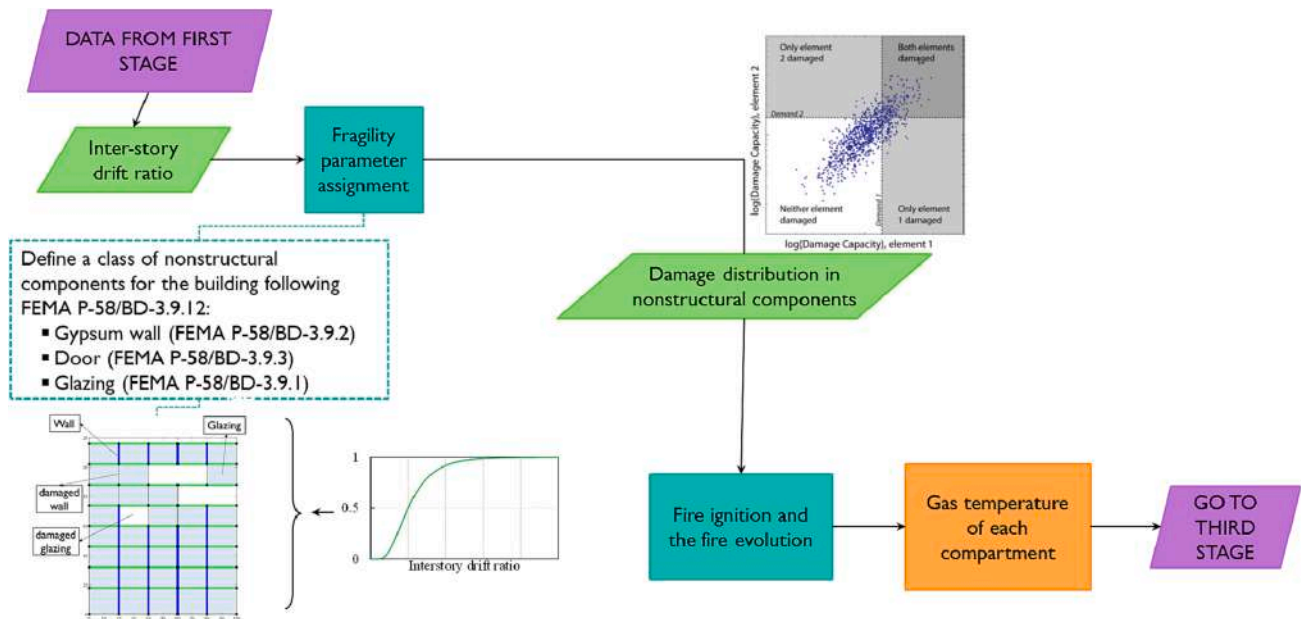 DATA FROM FIRST
STAGE
Inter-story
drift ratio
Fragility
parameter
assignment
Only element
2 damaged
Both elements
damaged
Demand 2
Neither element
damaged
Demand 1
Only element
1 damaged
log(Damage Capacity), element 2
log(Damage Capacity), element 1
Define a class of nonstructural
components for the building following
FEMA P-58/BD-3.9.12:
▪ Gypsum wall (FEMA P-58/BD-3.9.2)
▪ Door (FEMA P-58/BD-3.9.3)
▪ Glazing (FEMA P-58/BD-3.9.1)
Damage distribution in
nonstructural components
Wall
Glazing
damaged
wall
damaged
glazing
1
0.5
0
Interstory drift ratio
Fire ignition and
the fire evolution
Gas temperature
of each
compartment
GO TO
THIRD
STAGE